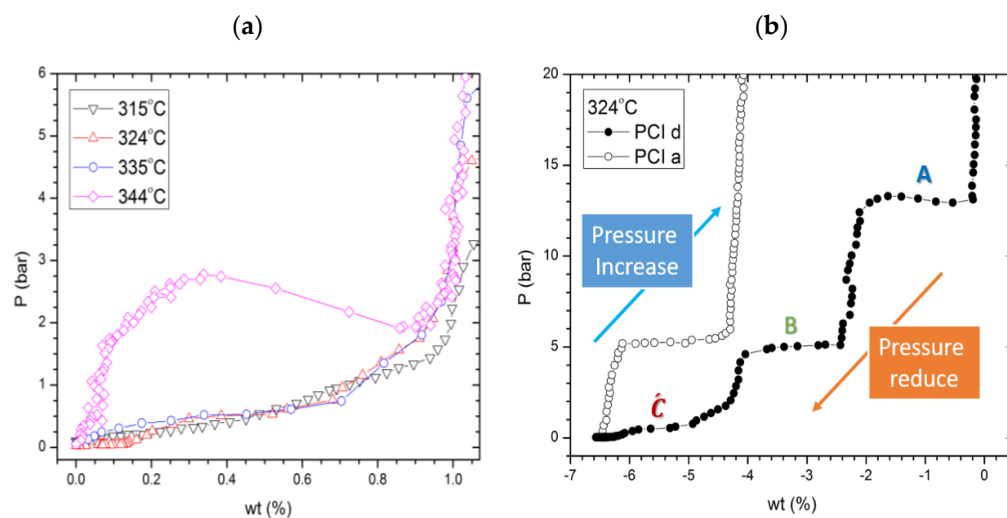 (a)
6
5
4
3
2
1
0
P (bar)
315°C
324°C
335°C
344°C
0.0 0.2 0.4 0.6 0.8 1.0
wt (%)
(b)
20
15
10
5
0
P (bar)
324°C
PCI d
PCI a
A
B
Ĉ
Pressure
Increase
Pressure
reduce
-7 -6 -5 -4 -3 -2 -1 0
wt (%)